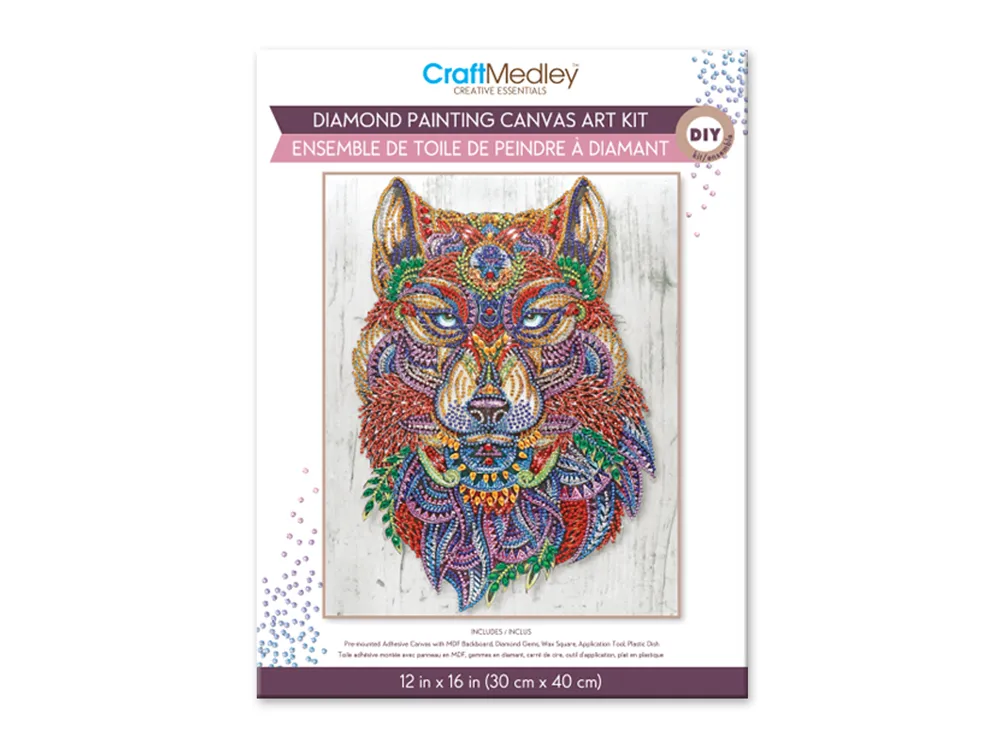 CraftMedley™
CREATIVE ESSENTIALS
DIAMOND PAINTING CANVAS ART KIT
ENSEMBLE DE TOILE DE PEINDRE À DIAMANT
DIY
kit/ensemble
INCLUDES / INCLUS
Pre-mounted Adhesive Canvas with MDF Backboard, Diamond Gems, Wax Square, Application Tool, Plastic Dish
Toile adhésive montée avec panneau en MDF, gemmes en diamant, carré de cire, outil d'application, plat en plastique
12 in x 16 in (30 cm x 40 cm)